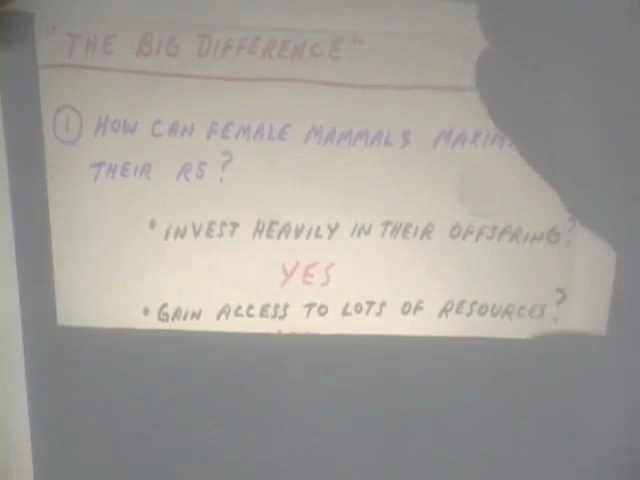 "THE BIG DIFFERENCE"
① HOW CAN FEMALE MAMMALS
THEIR RS?
• INVEST HEAVILY IN THEIR OFFSPRING?
YES
• GAIN ACCESS TO LOTS OF RESOURCES?